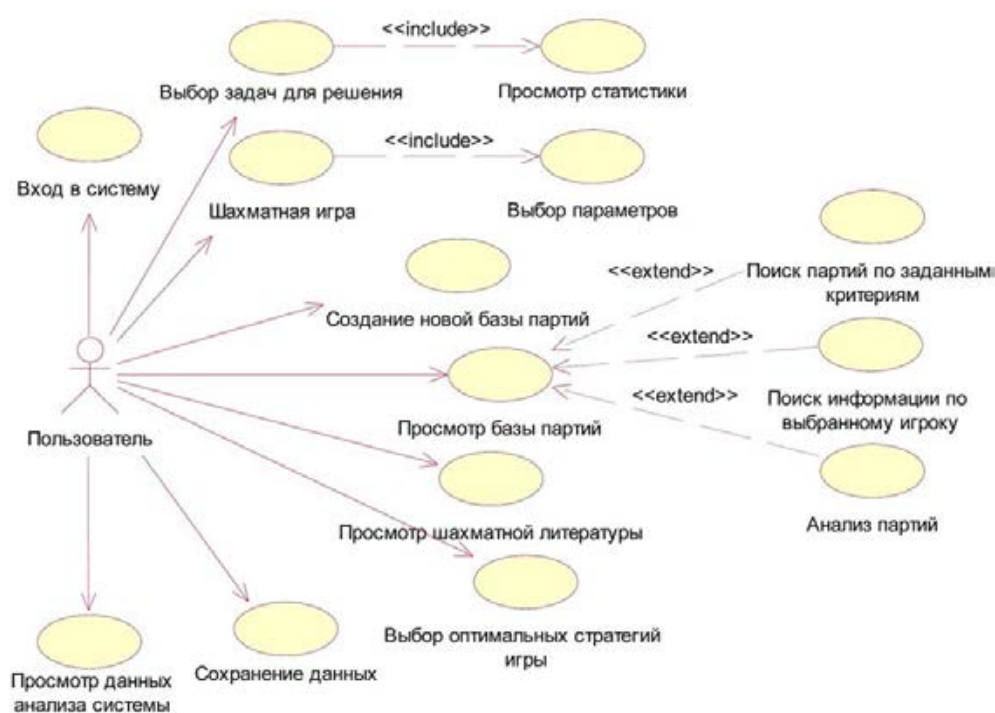 <<include>>
Выбор задач для решения
Просмотр статистики
<<include>>
Вход в систему
Шахматная игра
Выбор параметров
<<extend>>
Поиск партий по заданным
критериям
Создание новой базы партий
<<extend>>
Просмотр базы партий
<<extend>>
Поиск информации по
выбранному игроку
Пользователь
Просмотр шахматной литературы
Анализ партий
Выбор оптимальных стратегий
игры
Просмотр данных
анализа системы
Сохранение данных